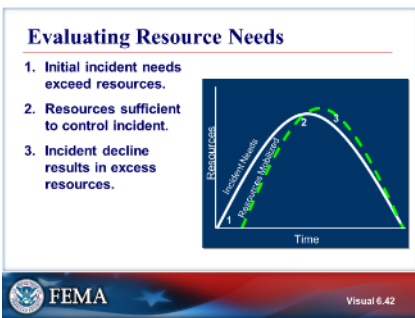 Evaluating Resource Needs
1. Initial incident needs
exceed resources.
2. Resources sufficient
to control incident.
3. Incident decline
results in excess
resources.
Resources
Incident Needs
Resources Mobilized
1
2
3
Time
FEMA
Visual 6.42